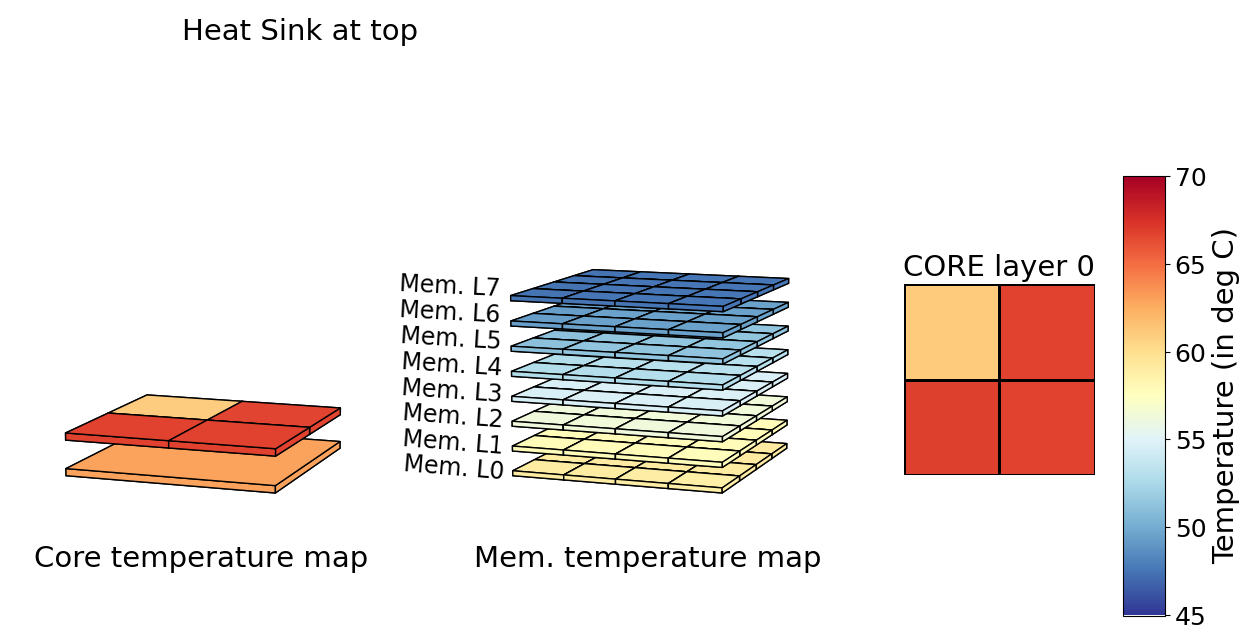 Heat Sink at top
Mem. L7
Mem. L6
Mem. L5
Mem. L4
Mem. L3
Mem. L2
Mem. L1
Mem. L0
Core temperature map
Mem. temperature map
CORE layer 0
70
65
60
55
50
45
Temperature (in deg C)